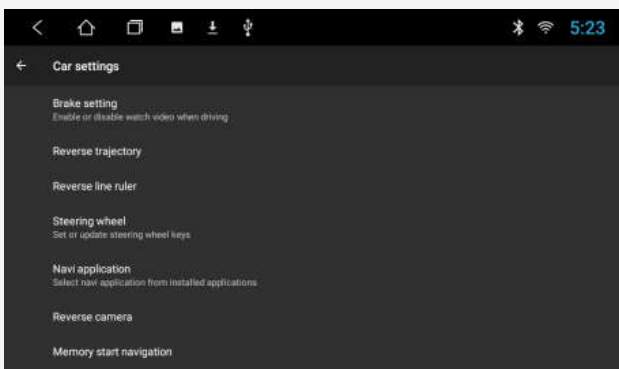 5:23
Car settings
Brake setting
Enable or disable watch video when driving
Reverse trajectory
Reverse line ruler
Steering wheel
Set or update steering wheel keys
Navi application
Select navi application from installed applications
Reverse camera
Memory start navigation